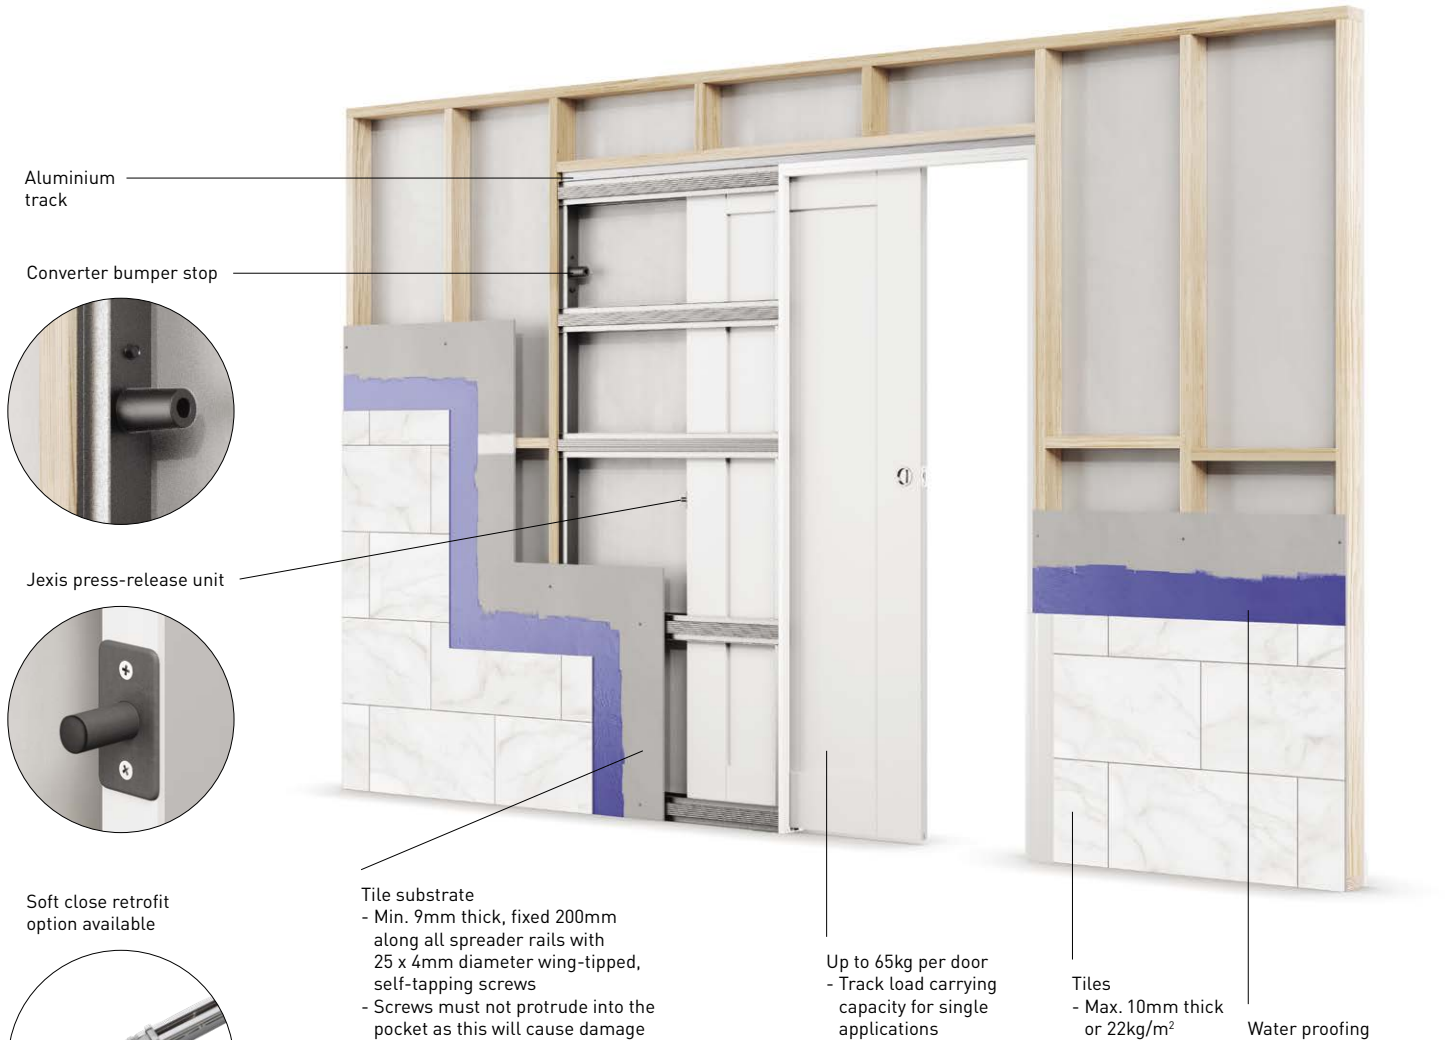 Aluminium
track
Converter bumper stop
Jexis press-release unit
Soft close retrofit
option available
Tile substrate
- Min. 9mm thick, fixed 200mm
along all spreader rails with
25 x 4mm diameter wing-tipped,
self-tapping screws
- Screws must not protrude into the
pocket as this will cause damage
Up to 65kg per door
- Track load carrying
capacity for single
applications
Tiles
- Max. 10mm thick
or 22kg/m²
Water proofing